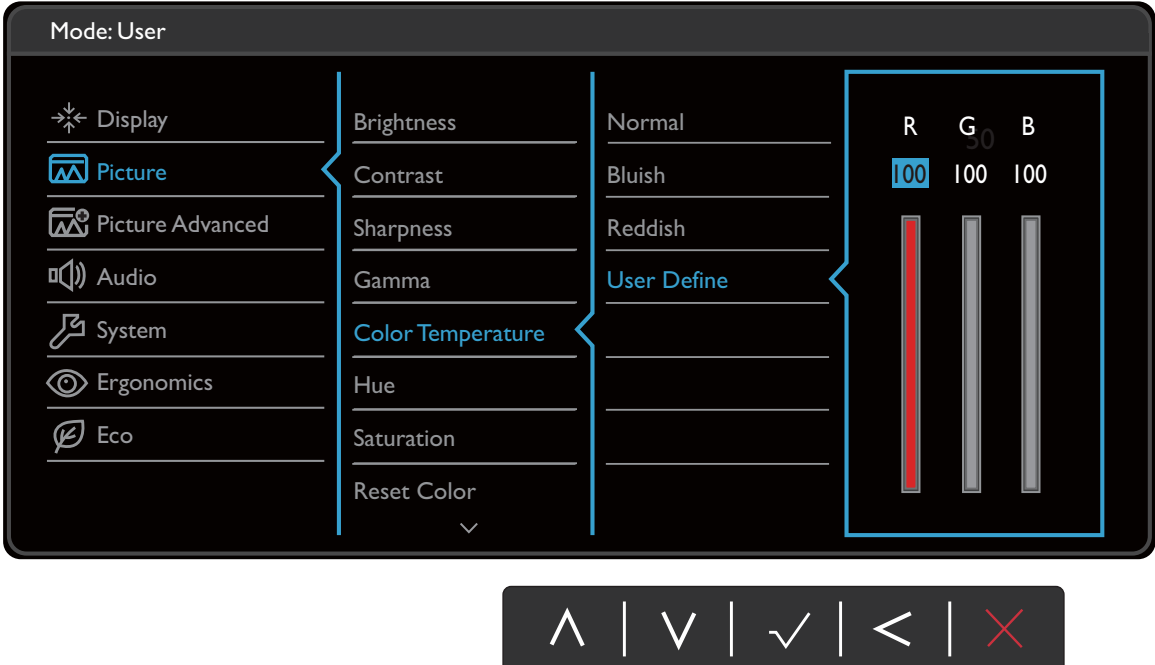 Mode: User
Display
Picture
Picture Advanced
Audio
System
Ergonomics
Eco
Brightness
Contrast
Sharpness
Gamma
Color Temperature
Hue
Saturation
Reset Color
Normal
Bluish
Reddish
User Define
R G B
50
100 100 100